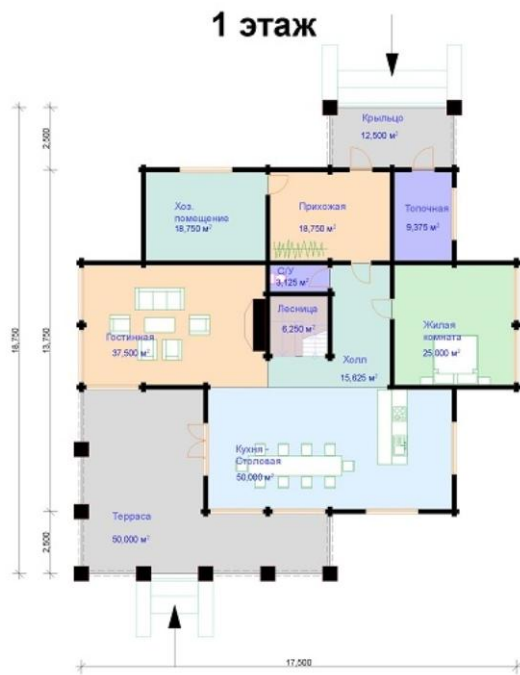 1 этаж
Крыльцо
12,500 м²
2,500
Хоз.
помещение
18,750 м²
Прихожая
18,750 м²
Топочная
9,375 м²
С/У
3,125 м²
Лесница
6,250 м²
Гостинная
37,500 м²
Холл
15,625 м²
Жилая
комната
25,000 м²
18,750
13,750
Кухня -
Столовая
50,000 м²
Терраса
50,000 м²
2,500
17,500